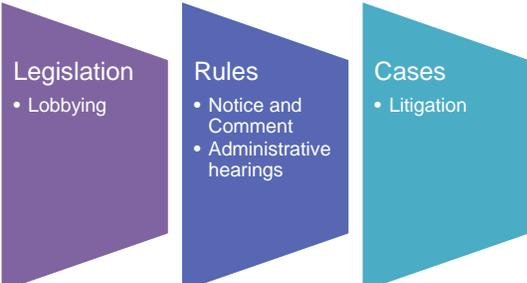 Legislation
• Lobbying
Rules
• Notice and
Comment
• Administrative
hearings
Cases
• Litigation